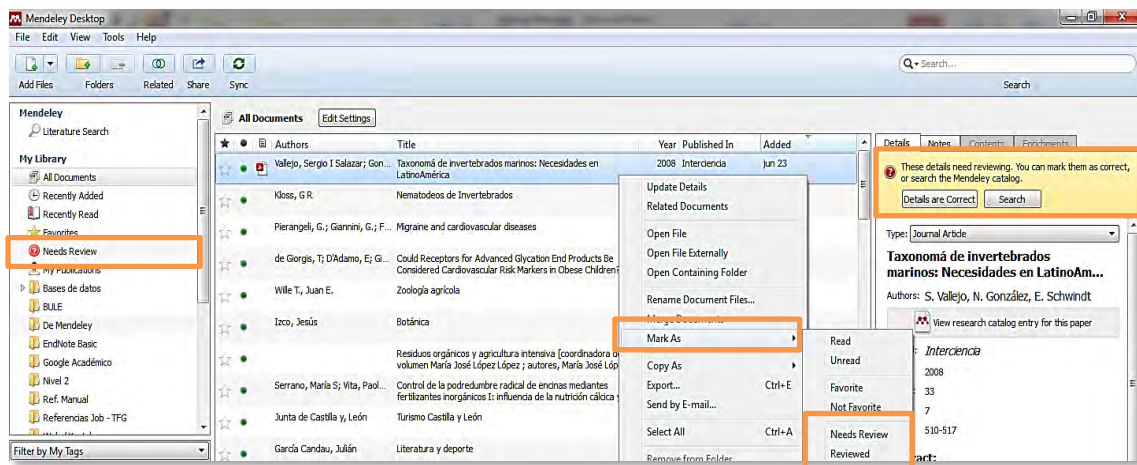 Mendeley Desktop
File Edit View Tools Help
Add Files Folders Related Share Sync
Search...
Search
Mendeley
Literature Search
My Library
All Documents
Recently Added
Recently Read
Favorites
Needs Review
My Publications
Bases de datos
BULE
De Mendeley
EndNote Basic
Google Académico
Nivel 2
Ref. Manual
Referencias Job - TFG
Filter by My Tags
All Documents Edit Settings
Authors Title Year Published In Added
Vallejo, Sergio I Salazar; Gon... Taxonomá de invertebrados marinos: Necesidades en 2008 Interciencia jun 23
LatinoAmérica
Kloss, G R Nematodeos de Invertebrados
Pierangeli, G.; Giannini, G.; F... Migraine and cardiovascular diseases
de Giorgis, T; D'Adamo, E; Gi... Could Receptors for Advanced Glycation End Products Be
Considered Cardiovascular Risk Markers in Obese Children?
Wille T., Juan E. Zoología agrícola
Izco, Jesús Botánica
Residuos orgánicos y agricultura intensiva [coordinadora d
volumen María José López López ; autores, María José Lóp
Serrano, María S; Vita, Paol... Control de la podredumbre radical de encinas mediantes
fertilizantes inorgánicos I: influencia de la nutrición cálcica y
Junta de Castilla y, León Turismo Castilla y León
García Candau, Julián Literatura y deporte
Update Details
Related Documents
Open File
Open File Externally
Open Containing Folder
Rename Document Files...
Merge Documents
Mark As
Copy As
Export... Ctrl+E
Send by E-mail...
Select All Ctrl+A
Remove from Folder
Read
Unread
Favorite
Not Favorite
Needs Review
Reviewed
Details Notes Contents Enrichments
These details need reviewing. You can mark them as correct,
or search the Mendeley catalog.
Details are Correct Search
Type: Journal Article
Taxonomá de invertebrados
marinos: Necesidades en LatinoAm...
Authors: S. Vallejo, N. González, E. Schwindt
View research catalog entry for this paper
Interciencia
2008
33
7
510-517